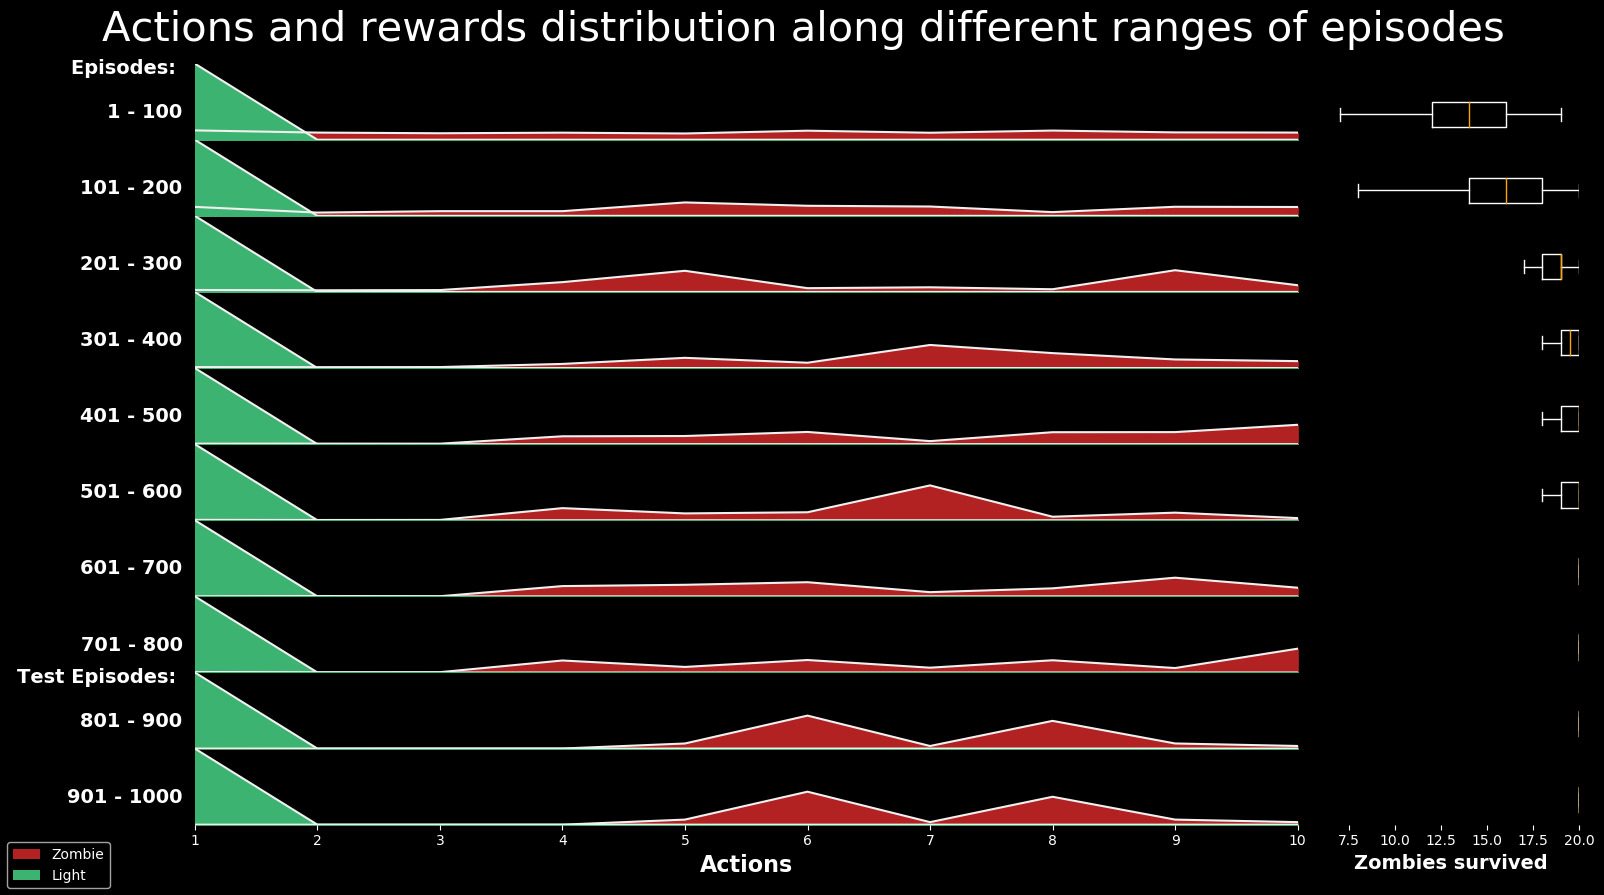 Actions and rewards distribution along different ranges of episodes
Episodes:
1 - 100
101 - 200
201 - 300
301 - 400
401 - 500
501 - 600
601 - 700
701 - 800
Test Episodes:
801 - 900
901 - 1000
1 2 3 4 5 6 7 8 9 10
7.5 10.0 12.5 15.0 17.5 20.0
Actions
Zombies survived
Zombie
Light